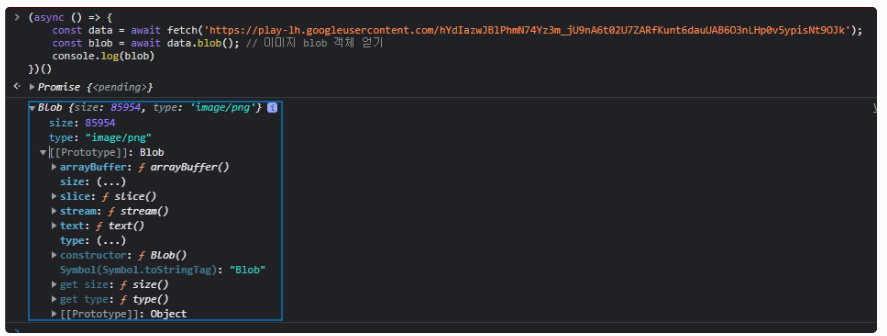 (async () => {
const data = await fetch('https://play-lh.googleusercontent.com/hYdIazwJBlPhmN74Yz3m_jU9nA6t02U7ZARfKunt6dauUAB6O3nLHp0v5ypisNt9OJk');
const blob = await data.blob(); // 이미지 blob 객체 얻기
console.log(blob)
})()
Promise {<pending>}
Blob {size: 85954, type: 'image/png'}
size: 85954
type: "image/png"
[[Prototype]]: Blob
arrayBuffer: ƒ arrayBuffer()
size: (...)
slice: ƒ slice()
stream: ƒ stream()
text: ƒ text()
type: (...)
constructor: ƒ Blob()
Symbol(Symbol.toStringTag): "Blob"
get size: ƒ size()
get type: ƒ type()
[[Prototype]]: Object